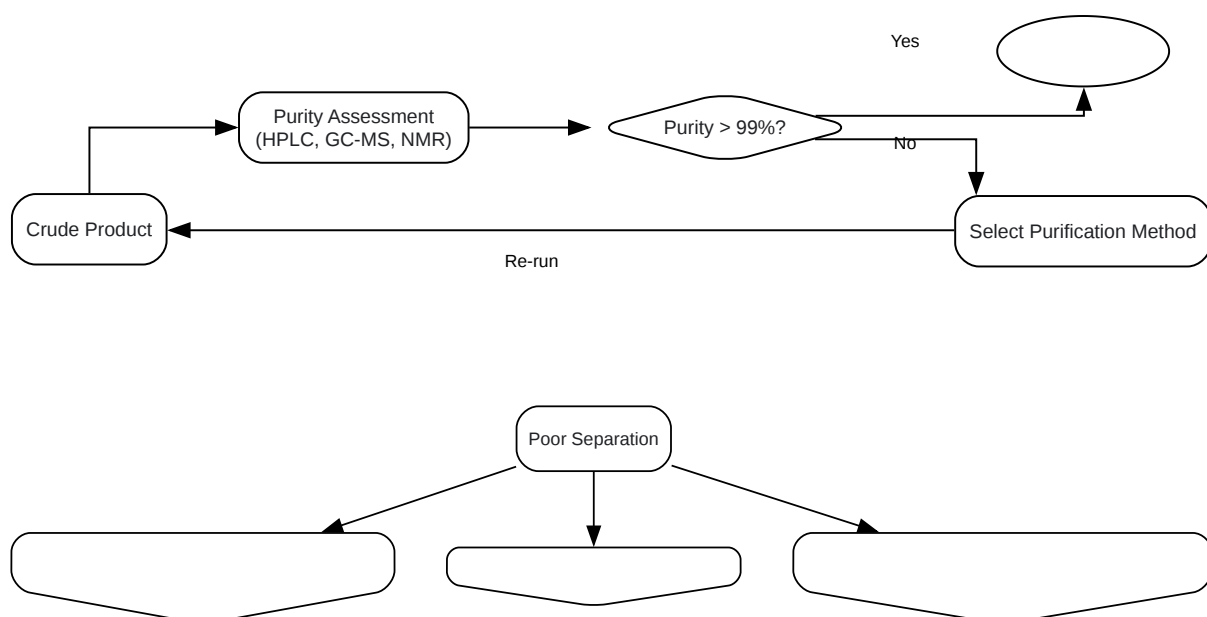 Yes
Purity Assessment
(HPLC, GC-MS, NMR)
Purity > 99%?
No
Crude Product
Select Purification Method
Re-run
Poor Separation